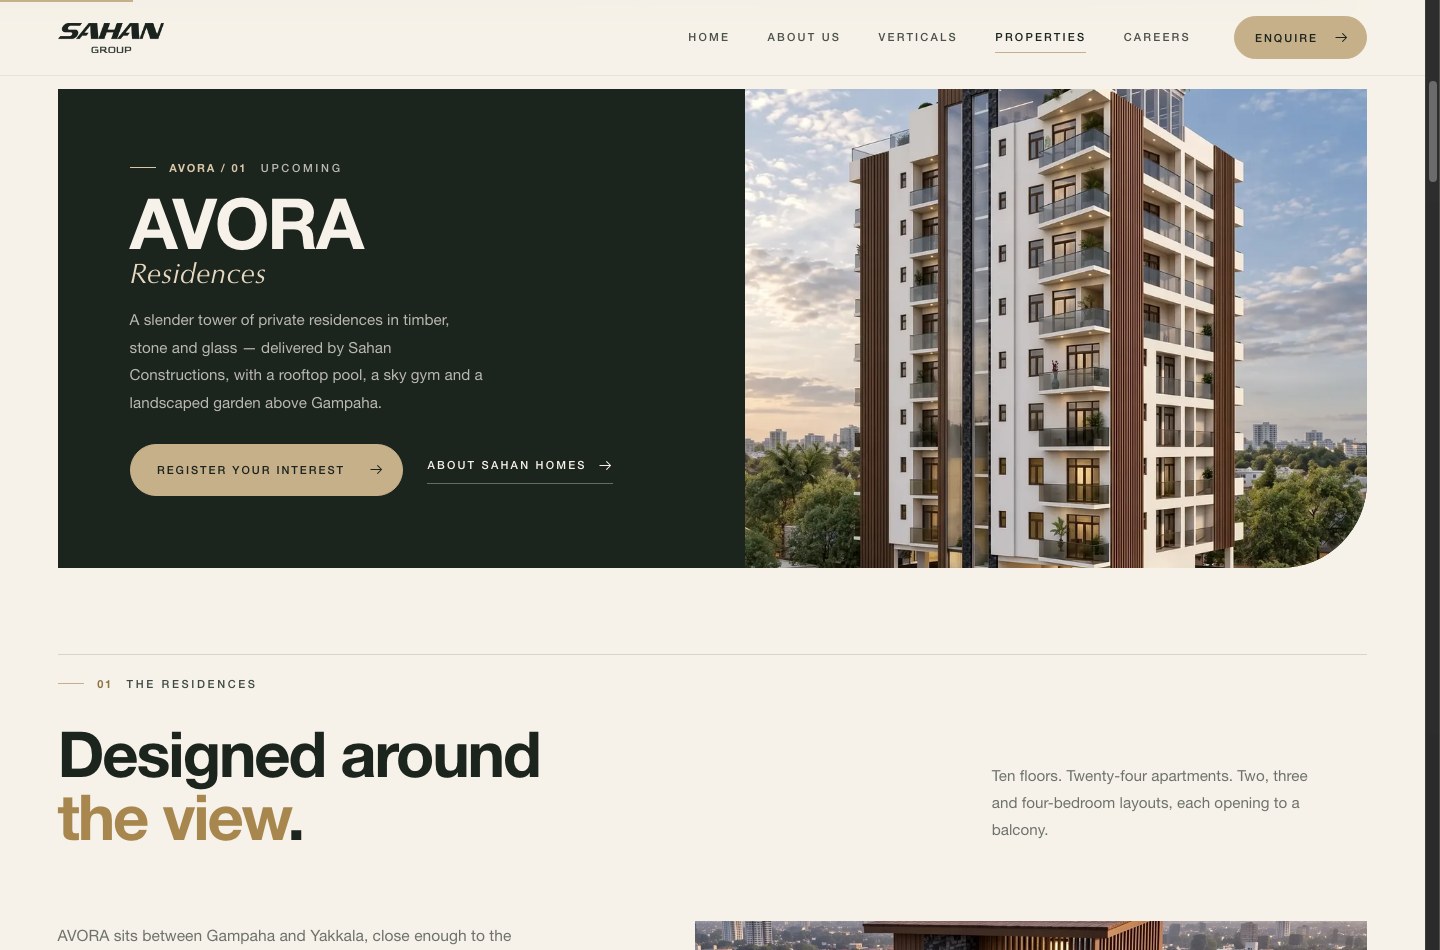 SAHAN
GROUP
HOME
ABOUT US
VERTICALS
PROPERTIES
CAREERS
ENQUIRE
AVORA / 01 UPCOMING
AVORA
Residences
A slender tower of private residences in timber,
stone and glass — delivered by Sahan
Constructions, with a rooftop pool, a sky gym and a
landscaped garden above Gampaha.
REGISTER YOUR INTEREST
ABOUT SAHAN HOMES
01 THE RESIDENCES
Designed around
the view.
Ten floors. Twenty-four apartments. Two, three
and four-bedroom layouts, each opening to a
balcony.
AVORA sits between Gampaha and Yakkala, close enough to the